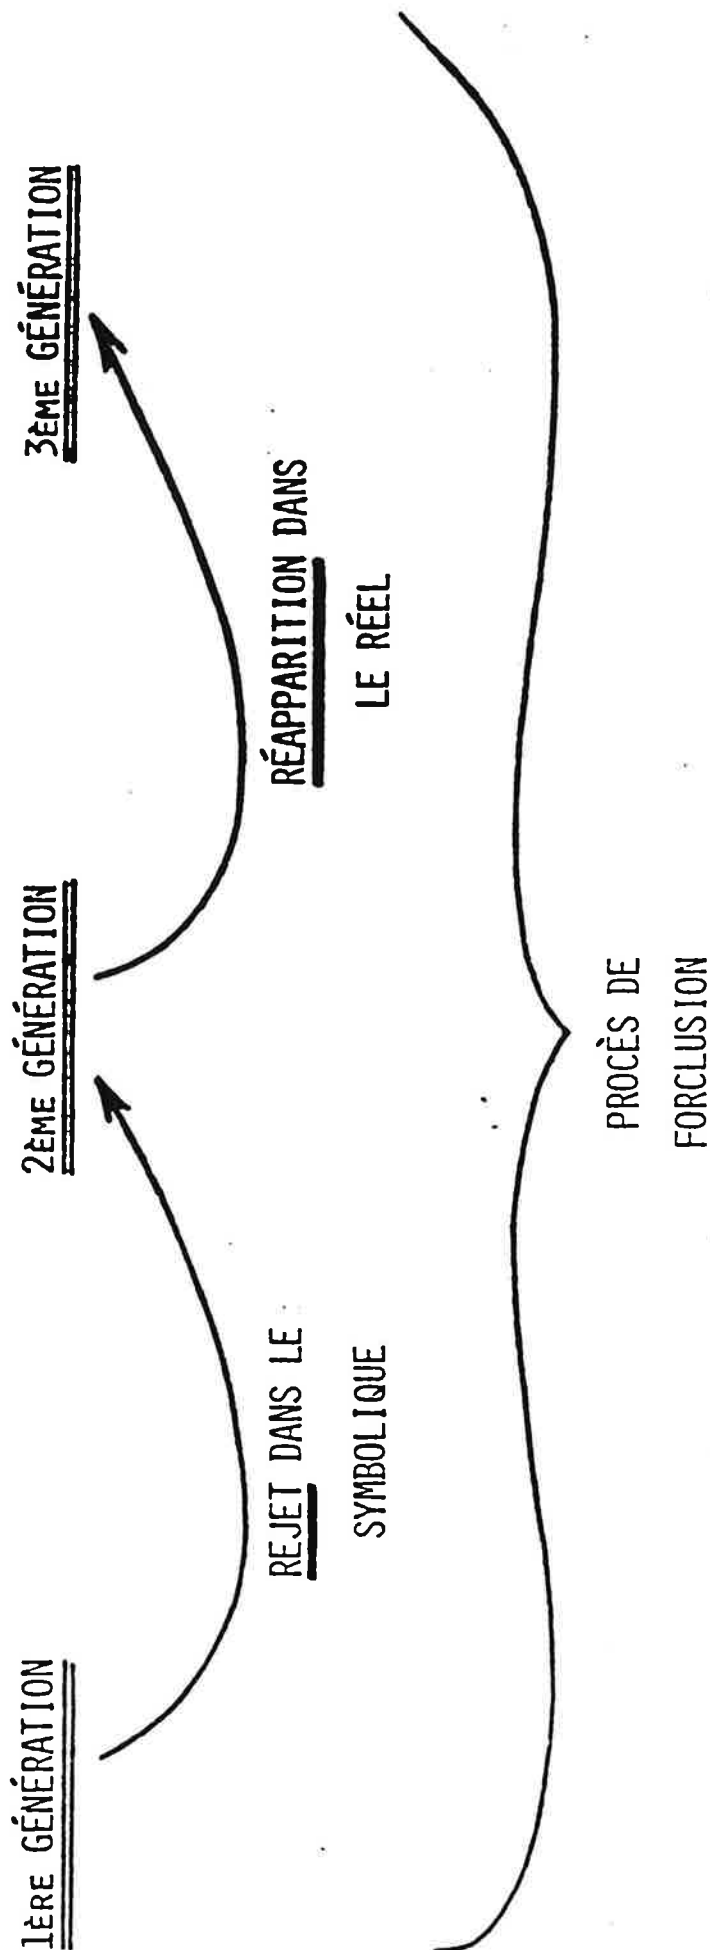 1ÈRE GÉNÉRATION
2ÈME GÉNÉRATION
3ÈME GÉNÉRATION
REJET DANS LE
SYMBOLIQUE
RÉAPPARITION DANS
LE RÉEL
PROCÈS DE
FORCLUSION